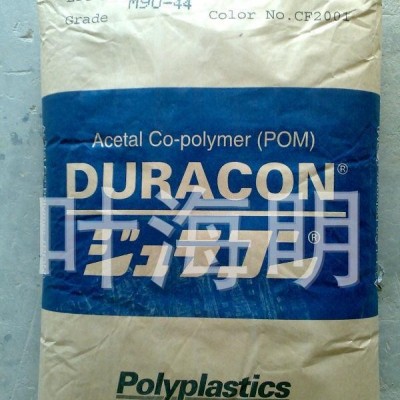 Grade M90-44 Color No.CF2001
Acetal Co-polymer (POM)
DURACON®
ジュラコン®
叶海明
Polyplastics